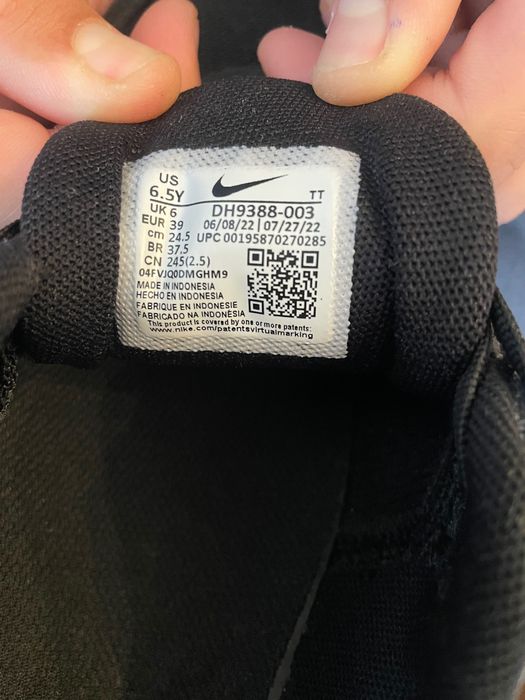 US
6.5Y
TT
UK 6
DH9388-003
EUR 39
06/08/22 | 07/27/22
cm 24.5
UPC 00195870270285
BR 37.5
CN 245(2.5)
04FVJQ0DMGHM9
MADE IN INDONESIA
HECHO EN INDONESIA
FABRIQUE EN INDONESIE
FABRICADO NA INDONÉSIA
This product is covered by one or more patents:
www.nike.com/patentsvirtualmarking